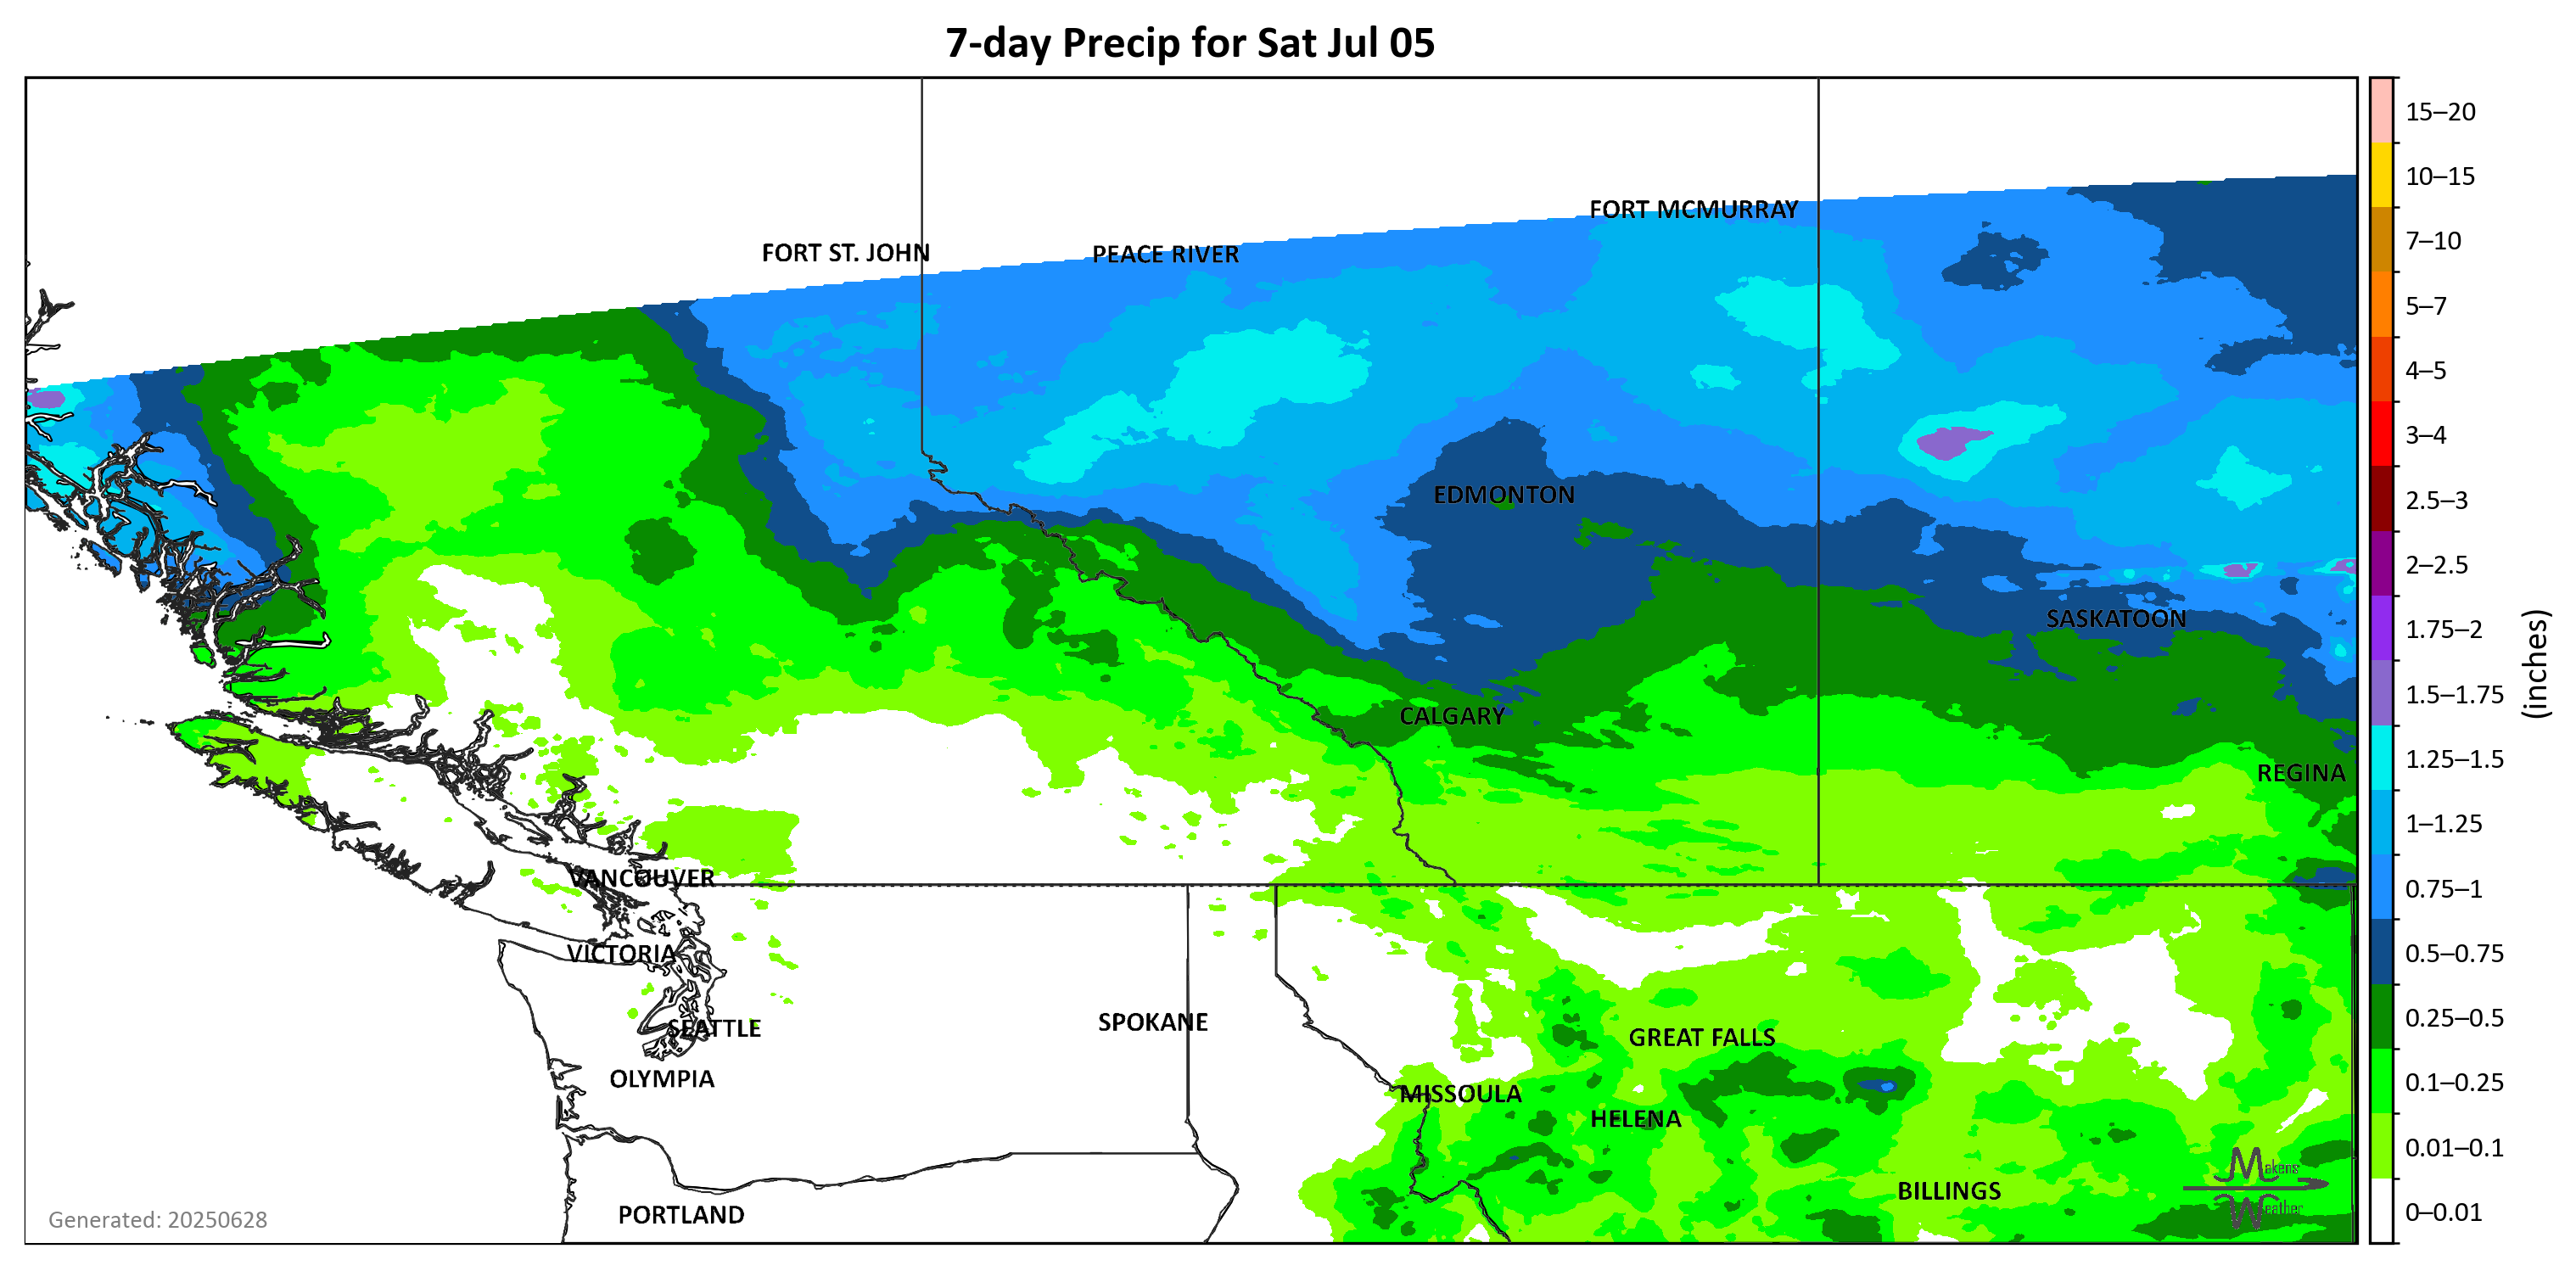 7-day Precip for Sat Jul 05
FORT MCMURRAY
FORT ST. JOHN
PEACE RIVER
EDMONTON
SASKATOON
CALGARY
REGINA
VANCOUVER
VICTORIA
SEATTLE
SPOKANE
GREAT FALLS
OLYMPIA
MISSOULA
HELENA
BILLINGS
PORTLAND
Makens
Weather
Generated: 20250628
15–20
10–15
7–10
5–7
4–5
3–4
2.5–3
2–2.5
1.75–2
1.5–1.75
1.25–1.5
1–1.25
0.75–1
0.5–0.75
0.25–0.5
0.1–0.25
0.01–0.1
0–0.01
(inches)